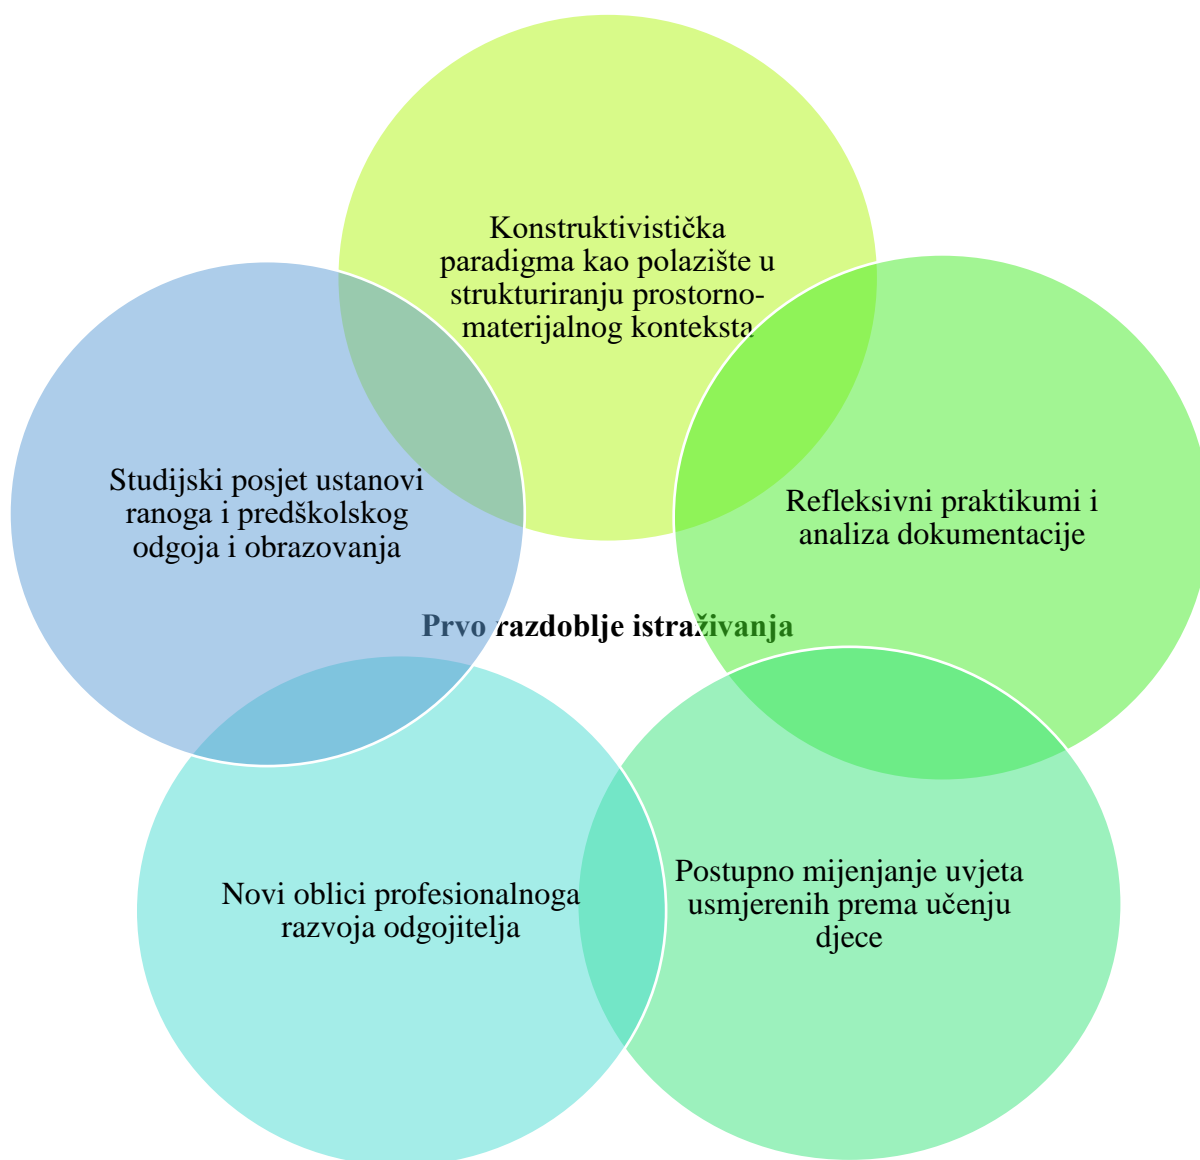 Konstruktivistička
paradigma kao polazište u
strukturiranju prostorno-
materijalnog konteksta
Studijski posjet ustanovi
ranoga i predškolskog
odgoja i obrazovanja
Refleksivni praktikumi i
analiza dokumentacije
Prvo razdoblje istraživanja
Novi oblici profesionalnoga
razvoja odgojitelja
Postupno mijenjanje uvjeta
usmjerenih prema učenju
djece